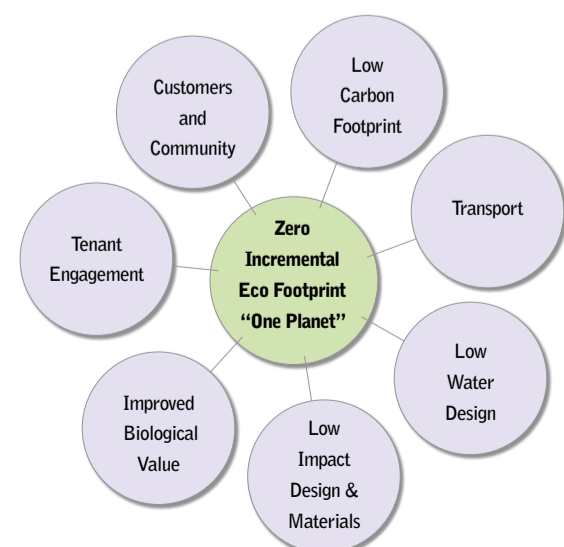 Zero
Incremental
Eco Footprint
“One Planet”
Low
Carbon
Footprint
Transport
Low
Water
Design
Low
Impact
Design &
Materials
Improved
Biological
Value
Tenant
Engagement
Customers
and
Community